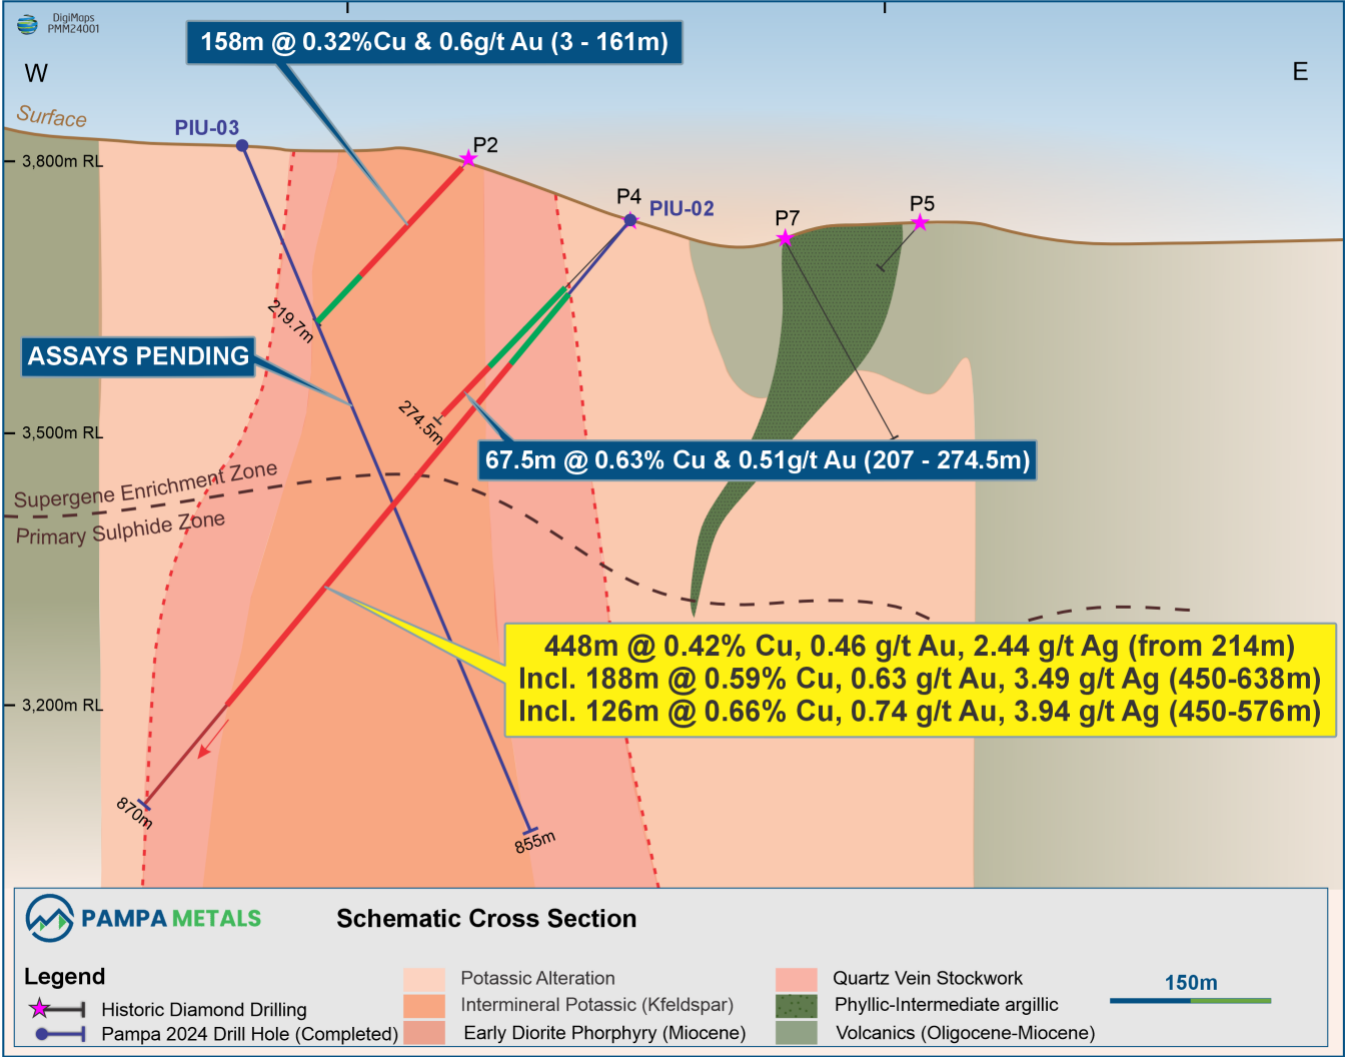 DigiMaps
PMM24001
158m @ 0.32%Cu & 0.6g/t Au (3 - 161m)
W
E
Surface
PIU-03
P2
3,800m RL
P4
PIU-02
P7
P5
219.7m
ASSAYS PENDING
274.5m
3,500m RL
67.5m @ 0.63% Cu & 0.51g/t Au (207 - 274.5m)
Supergene Enrichment Zone
Primary Sulphide Zone
448m @ 0.42% Cu, 0.46 g/t Au, 2.44 g/t Ag (from 214m)
Incl. 188m @ 0.59% Cu, 0.63 g/t Au, 3.49 g/t Ag (450-638m)
Incl. 126m @ 0.66% Cu, 0.74 g/t Au, 3.94 g/t Ag (450-576m)
3,200m RL
870m
855m
PAMPA METALS
Schematic Cross Section
Legend
Historic Diamond Drilling
Pampa 2024 Drill Hole (Completed)
Potassic Alteration
Intermineral Potassic (Kfeldspar)
Early Diorite Phorphyry (Miocene)
Quartz Vein Stockwork
Phyllic-Intermediate argillic
Volcanics (Oligocene-Miocene)
150m